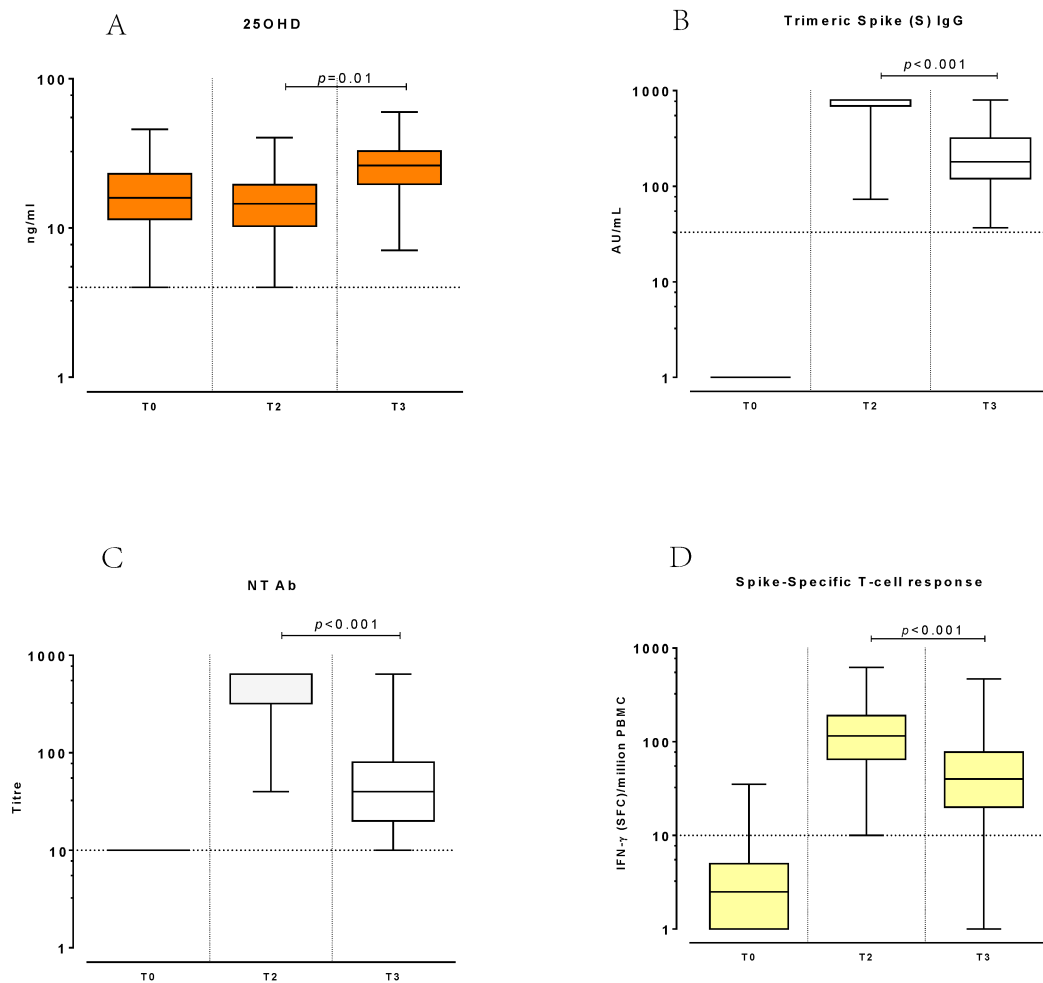 A
25OHD
p=0.01
100
10
1
ng/ml
T0
T2
T3
B
Trimeric Spike (S) IgG
p<0.001
1000
100
10
1
AU/mL
T0
T2
T3
C
NT Ab
p<0.001
1000
100
10
1
Titre
T0
T2
T3
D
Spike-Specific T-cell response
p<0.001
1000
100
10
1
IFN-γ (SFC)/million PBMC
T0
T2
T3